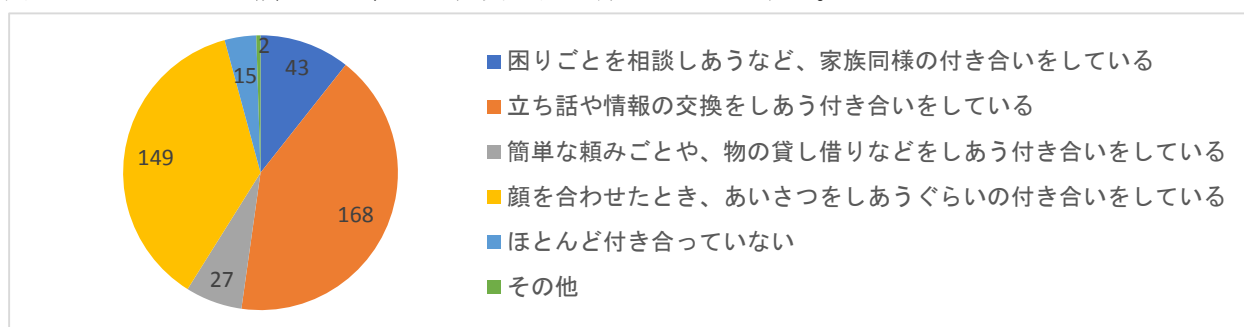 2
43
15
149
168
27
困りごとを相談しあうなど、家族同様の付き合いをしている
立ち話や情報の交換をしあう付き合いをしている
簡単な頼みごとや、物の貸し借りなどをしあう付き合いをしている
顔を合わせたとき、あいさつをしあうぐらいの付き合いをしている
ほとんど付き合っていない
その他